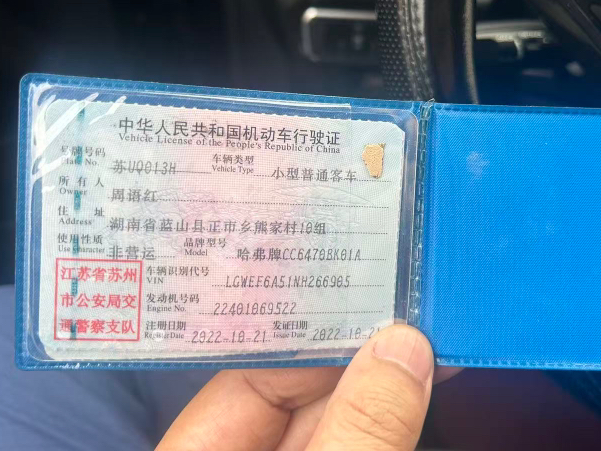 中华人民共和国机动车行驶证
Vehicle License of the People's Republic of China
号牌号码 苏UQ013H 车辆类型 小型普通客车
Plate No. Vehicle Type
所有人 周语红
Owner
住址 湖南省蓝山县正市乡熊家村10组
Address
使用性质 非营运 品牌型号 哈弗牌CC6470BK01A
Use Character Model
江苏省苏州 车辆识别代号 LGWEF6A51NH266905
VIN
市公安局交 发动机号码 22401069522
Engine No.
通警察支队 注册日期 2022-10-21 发证日期 2022-10-21
Register Date Issue Date